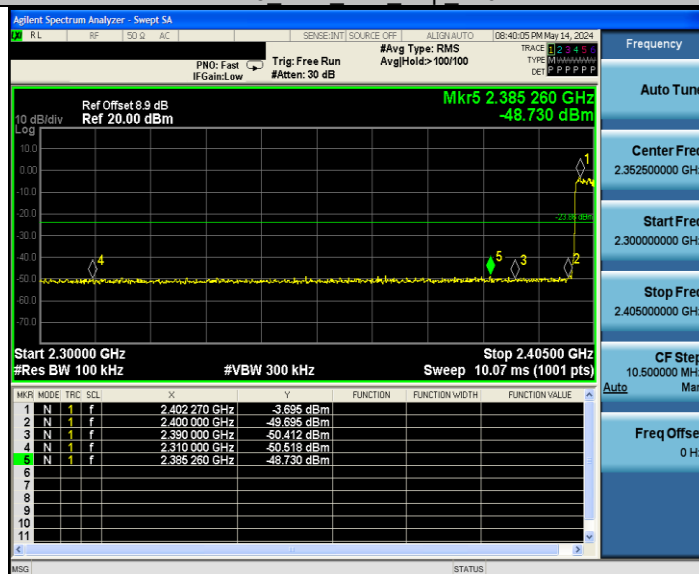 Agilent Spectrum Analyzer - Swept SA
RL RF 50 Ω AC SENSE:INT SOURCE OFF ALIGN AUTO 08:40:05 PM May 14, 2024
#Avg Type: RMS TRACE 1 2 3 4 5 6
PNO: Fast Trig: Free Run Avg|Hold:> 100/100 TYPE M
IFGain:Low #Atten: 30 dB DET P P P P P P
Mkr5 2.385 260 GHz
Ref Offset 8.9 dB
10 dB/div Ref 20.00 dBm -48.730 dBm
Log
10.0
1
0.00
-10.0
-20.0
-23.86 dBm
-30.0
-40.0
4 5 3 2
-50.0
-60.0
-70.0
Start 2.30000 GHz Stop 2.40500 GHz
#Res BW 100 kHz #VBW 300 kHz Sweep 10.07 ms (1001 pts)
MKR MODE TRC SCL X Y FUNCTION FUNCTION WIDTH FUNCTION VALUE
1 N 1 f 2.402 270 GHz -3.695 dBm
2 N 1 f 2.400 000 GHz -49.695 dBm
3 N 1 f 2.390 000 GHz -50.412 dBm
4 N 1 f 2.310 000 GHz -50.518 dBm
5 N 1 f 2.385 260 GHz -48.730 dBm
6
7
8
9
10
11
MSG STATUS
Frequency
Auto Tune
Center Freq
2.352500000 GHz
Start Freq
2.300000000 GHz
Stop Freq
2.405000000 GHz
CF Step
10.500000 MHz
Auto Man
Freq Offset
0 Hz